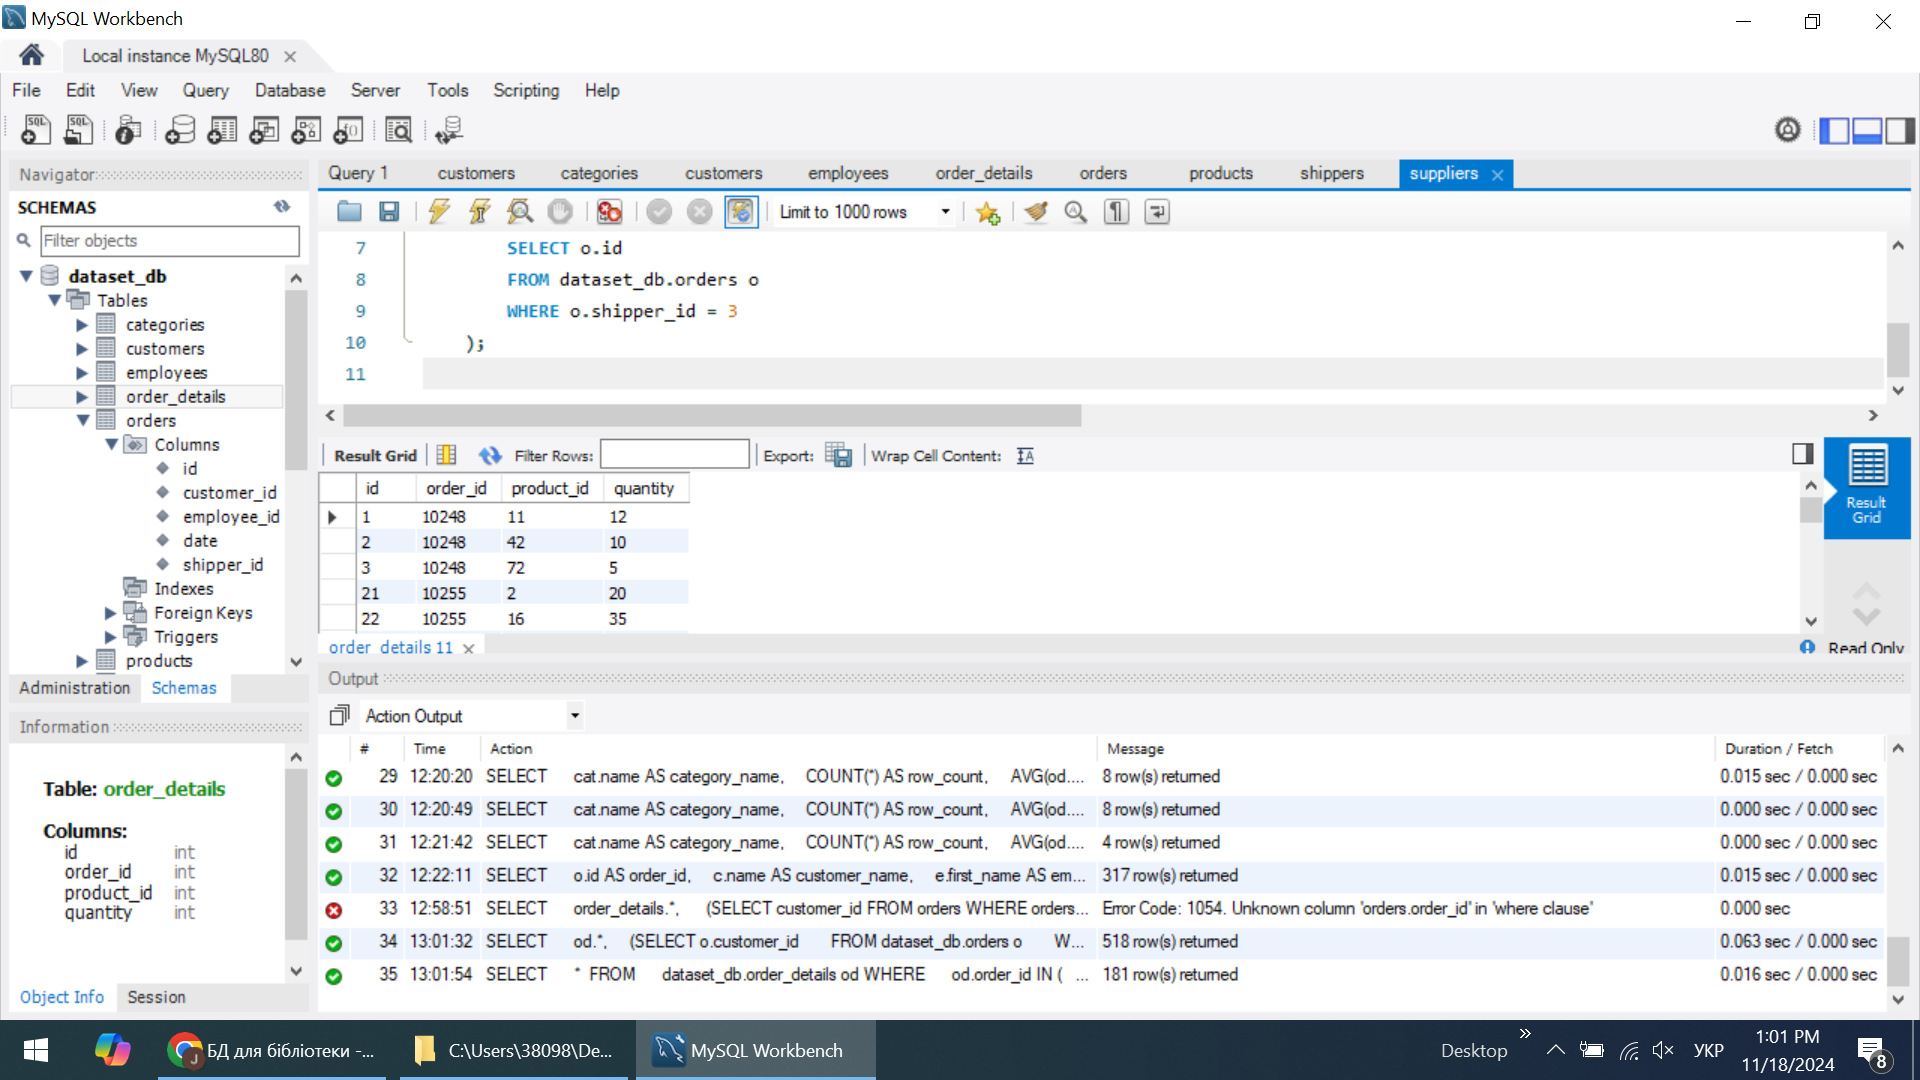 MySQL Workbench
Local instance MySQL80
File Edit View Query Database Server Tools Scripting Help
Navigator
SCHEMAS
Filter objects
dataset_db
Tables
categories
customers
employees
order_details
orders
Columns
id
customer_id
employee_id
date
shipper_id
Indexes
Foreign Keys
Triggers
products
Administration Schemas
Information
Table: order_details
Columns:
id int
order_id int
product_id int
quantity int
Object Info Session
Query 1 customers categories customers employees order_details orders products shippers suppliers
Limit to 1000 rows
7 SELECT o.id
8 FROM dataset_db.orders o
9 WHERE o.shipper_id = 3
10 );
11
Result Grid Filter Rows: Export: Wrap Cell Content:
id order_id product_id quantity
1 10248 11 12
2 10248 42 10
3 10248 72 5
21 10255 2 20
22 10255 16 35
Result
Grid
order_details 11
Read Only
Output
Action Output
# Time Action Message Duration / Fetch
29 12:20:20 SELECT cat.name AS category_name, COUNT(*) AS row_count, AVG(od.... 8 row(s) returned 0.015 sec / 0.000 sec
30 12:20:49 SELECT cat.name AS category_name, COUNT(*) AS row_count, AVG(od.... 8 row(s) returned 0.000 sec / 0.000 sec
31 12:21:42 SELECT cat.name AS category_name, COUNT(*) AS row_count, AVG(od.... 4 row(s) returned 0.000 sec / 0.000 sec
32 12:22:11 SELECT o.id AS order_id, c.name AS customer_name, e.first_name AS em... 317 row(s) returned 0.015 sec / 0.000 sec
33 12:58:51 SELECT order_details.*, (SELECT customer_id FROM orders WHERE orders... Error Code: 1054. Unknown column 'orders.order_id' in 'where clause' 0.000 sec
34 13:01:32 SELECT od.*, (SELECT o.customer_id FROM dataset_db.orders o W... 518 row(s) returned 0.063 sec / 0.000 sec
35 13:01:54 SELECT * FROM dataset_db.order_details od WHERE od.order_id IN ( ... 181 row(s) returned 0.016 sec / 0.000 sec
БД для бібліотеки -...
C:\Users\38098\De...
MySQL Workbench
Desktop
УКР
1:01 PM
11/18/2024
8